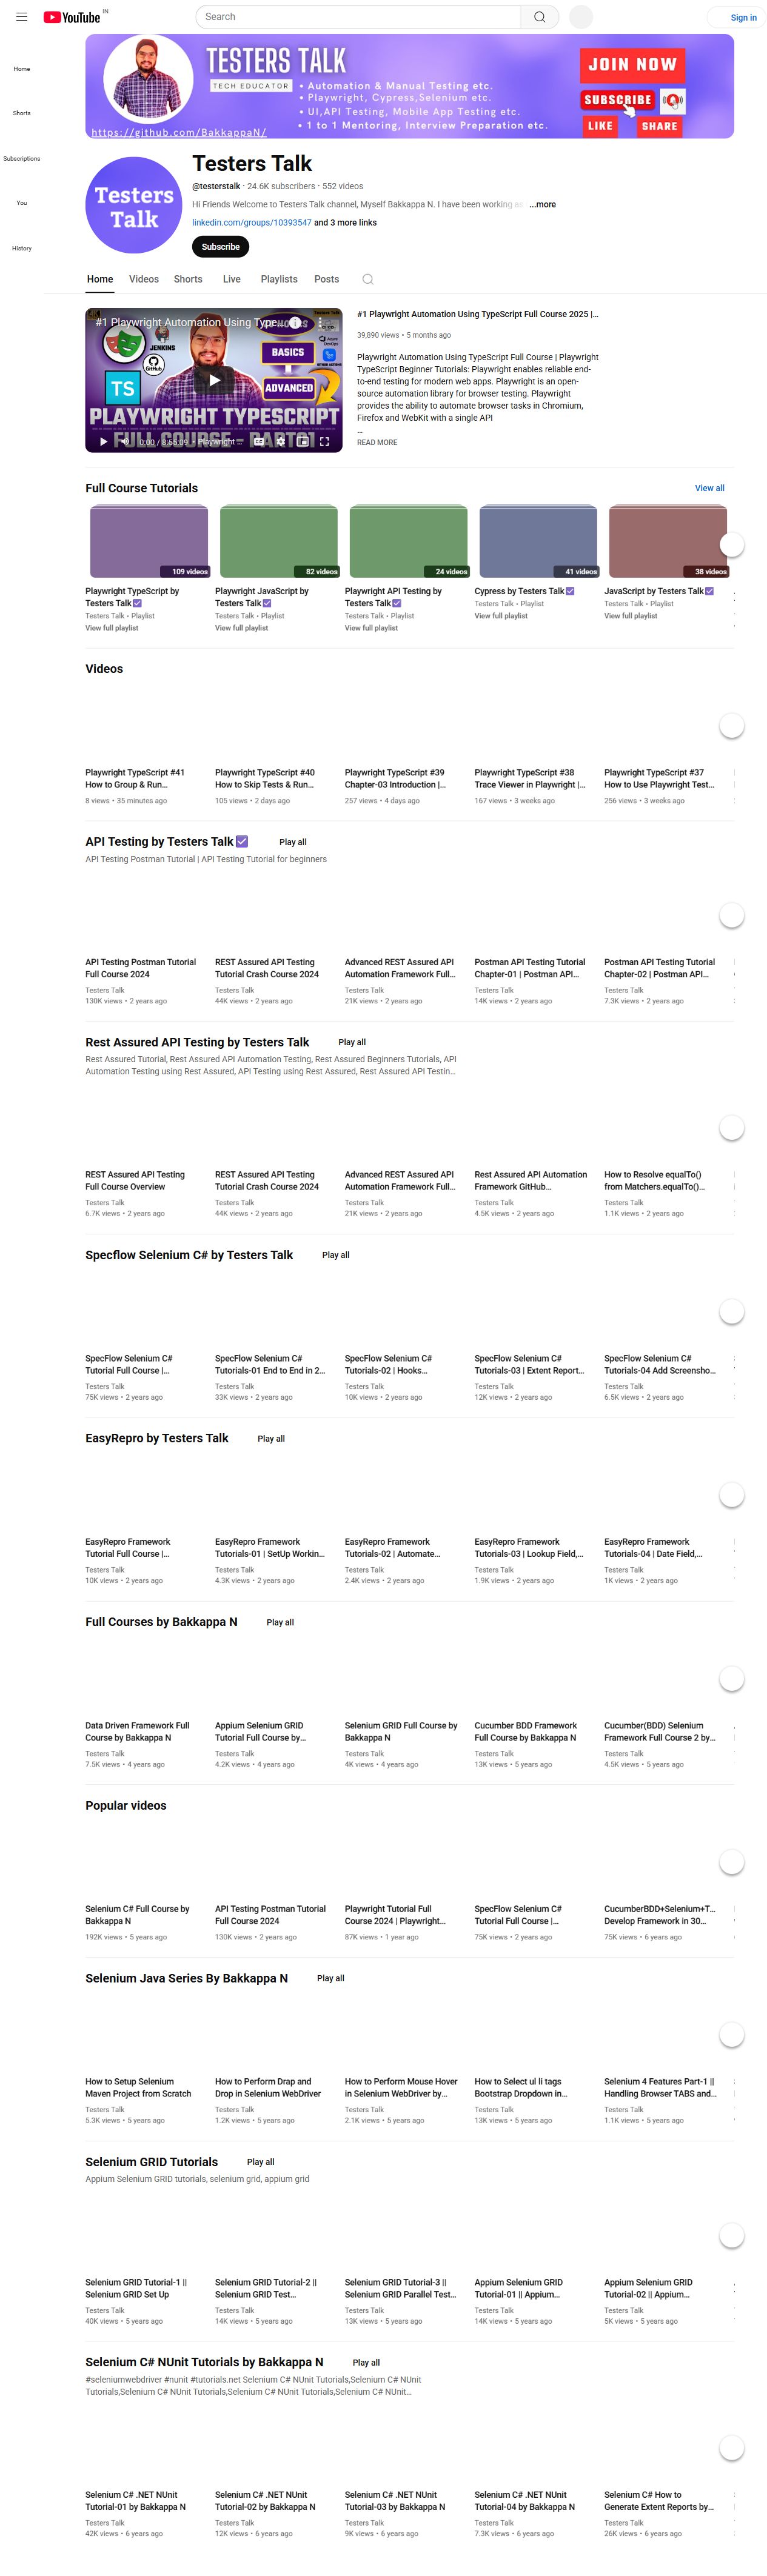 YouTube IN
Search
Sign in
Home
Shorts
Subscriptions
You
History
TESTERS TALK
TECH EDUCATOR
• Automation & Manual Testing etc.
• Playwright, Cypress,Selenium etc.
• UI,API Testing, Mobile App Testing etc.
• 1 to 1 Mentoring, Interview Preparation etc.
https://github.com/BakkappaN/
JOIN NOW
SUBSCRIBE
LIKE
SHARE
Testers Talk
Testers Talk
@testerstalk · 24.6K subscribers · 552 videos
Hi Friends Welcome to Testers Talk channel, Myself Bakkappa N. I have been working as ...more
linkedin.com/groups/10393547 and 3 more links
Subscribe
Home Videos Shorts Live Playlists Posts
#1 Playwright Automation Using Type...
JENKINS
GitHub
BASICS
TS
ADVANCED
PLAYWRIGHT TYPESCRIPT
FULL COURSE - PART01
0:00 / 8:55:09 • Playwright ...
#1 Playwright Automation Using TypeScript Full Course 2025 |...
39,890 views • 5 months ago
Playwright Automation Using TypeScript Full Course | Playwright
TypeScript Beginner Tutorials: Playwright enables reliable end-
to-end testing for modern web apps. Playwright is an open-
source automation library for browser testing. Playwright
provides the ability to automate browser tasks in Chromium,
Firefox and WebKit with a single API
...
READ MORE
Full Course Tutorials
View all
109 videos
82 videos
24 videos
41 videos
38 videos
Playwright TypeScript by
Testers Talk☑
Testers Talk • Playlist
View full playlist
Playwright JavaScript by
Testers Talk☑
Testers Talk • Playlist
View full playlist
Playwright API Testing by
Testers Talk☑
Testers Talk • Playlist
View full playlist
Cypress by Testers Talk☑
Testers Talk • Playlist
View full playlist
JavaScript by Testers Talk☑
Testers Talk • Playlist
View full playlist
Videos
Playwright TypeScript #41
How to Group & Run...
8 views • 35 minutes ago
Playwright TypeScript #40
How to Skip Tests & Run...
105 views • 2 days ago
Playwright TypeScript #39
Chapter-03 Introduction |...
257 views • 4 days ago
Playwright TypeScript #38
Trace Viewer in Playwright |...
167 views • 3 weeks ago
Playwright TypeScript #37
How to Use Playwright Test...
256 views • 3 weeks ago
API Testing by Testers Talk☑
Play all
API Testing Postman Tutorial | API Testing Tutorial for beginners
API Testing Postman Tutorial
Full Course 2024
Testers Talk
130K views • 2 years ago
REST Assured API Testing
Tutorial Crash Course 2024
Testers Talk
44K views • 2 years ago
Advanced REST Assured API
Automation Framework Full...
Testers Talk
21K views • 2 years ago
Postman API Testing Tutorial
Chapter-01 | Postman API...
Testers Talk
14K views • 2 years ago
Postman API Testing Tutorial
Chapter-02 | Postman API...
Testers Talk
7.3K views • 2 years ago
Rest Assured API Testing by Testers Talk
Play all
Rest Assured Tutorial, Rest Assured API Automation Testing, Rest Assured Beginners Tutorials, API
Automation Testing using Rest Assured, API Testing using Rest Assured, Rest Assured API Testin...
REST Assured API Testing
Full Course Overview
Testers Talk
6.7K views • 2 years ago
REST Assured API Testing
Tutorial Crash Course 2024
Testers Talk
44K views • 2 years ago
Advanced REST Assured API
Automation Framework Full...
Testers Talk
21K views • 2 years ago
Rest Assured API Automation
Framework GitHub...
Testers Talk
4.5K views • 2 years ago
How to Resolve equalTo()
from Matchers.equalTo()...
Testers Talk
1.1K views • 2 years ago
Specflow Selenium C# by Testers Talk
Play all
SpecFlow Selenium C#
Tutorial Full Course |...
Testers Talk
75K views • 2 years ago
SpecFlow Selenium C#
Tutorials-01 End to End in 2...
Testers Talk
33K views • 2 years ago
SpecFlow Selenium C#
Tutorials-02 | Hooks...
Testers Talk
10K views • 2 years ago
SpecFlow Selenium C#
Tutorials-03 | Extent Report...
Testers Talk
12K views • 2 years ago
SpecFlow Selenium C#
Tutorials-04 Add Screensho...
Testers Talk
6.5K views • 2 years ago
EasyRepro by Testers Talk
Play all
EasyRepro Framework
Tutorial Full Course |...
Testers Talk
10K views • 2 years ago
EasyRepro Framework
Tutorials-01 | SetUp Workin...
Testers Talk
4.3K views • 2 years ago
EasyRepro Framework
Tutorials-02 | Automate...
Testers Talk
2.4K views • 2 years ago
EasyRepro Framework
Tutorials-03 | Lookup Field,...
Testers Talk
1.9K views • 2 years ago
EasyRepro Framework
Tutorials-04 | Date Field,...
Testers Talk
1K views • 2 years ago
Full Courses by Bakkappa N
Play all
Data Driven Framework Full
Course by Bakkappa N
Testers Talk
7.5K views • 4 years ago
Appium Selenium GRID
Tutorial Full Course by...
Testers Talk
4.2K views • 4 years ago
Selenium GRID Full Course by
Bakkappa N
Testers Talk
4K views • 4 years ago
Cucumber BDD Framework
Full Course by Bakkappa N
Testers Talk
13K views • 5 years ago
Cucumber(BDD) Selenium
Framework Full Course 2 by...
Testers Talk
4.5K views • 5 years ago
Popular videos
Selenium C# Full Course by
Bakkappa N
192K views • 5 years ago
API Testing Postman Tutorial
Full Course 2024
130K views • 2 years ago
Playwright Tutorial Full
Course 2024 | Playwright...
87K views • 1 year ago
SpecFlow Selenium C#
Tutorial Full Course |...
75K views • 2 years ago
CucumberBDD+Selenium+T...
Develop Framework in 30...
75K views • 6 years ago
Selenium Java Series By Bakkappa N
Play all
How to Setup Selenium
Maven Project from Scratch
Testers Talk
5.3K views • 5 years ago
How to Perform Drap and
Drop in Selenium WebDriver
Testers Talk
1.2K views • 5 years ago
How to Perform Mouse Hover
in Selenium WebDriver by...
Testers Talk
2.1K views • 5 years ago
How to Select ul li tags
Bootstrap Dropdown in...
Testers Talk
13K views • 5 years ago
Selenium 4 Features Part-1 ||
Handling Browser TABS and...
Testers Talk
1.1K views • 5 years ago
Selenium GRID Tutorials
Play all
Appium Selenium GRID tutorials, selenium grid, appium grid
Selenium GRID Tutorial-1 ||
Selenium GRID Set Up
Testers Talk
40K views • 5 years ago
Selenium GRID Tutorial-2 ||
Selenium GRID Test...
Testers Talk
14K views • 5 years ago
Selenium GRID Tutorial-3 ||
Selenium GRID Parallel Test...
Testers Talk
13K views • 5 years ago
Appium Selenium GRID
Tutorial-01 || Appium...
Testers Talk
14K views • 5 years ago
Appium Selenium GRID
Tutorial-02 || Appium...
Testers Talk
5K views • 5 years ago
Selenium C# NUnit Tutorials by Bakkappa N
Play all
#seleniumwebdriver #nunit #tutorials.net Selenium C# NUnit Tutorials,Selenium C# NUnit
Tutorials,Selenium C# NUnit Tutorials,Selenium C# NUnit Tutorials,Selenium C# NUnit...
Selenium C# .NET NUnit
Tutorial-01 by Bakkappa N
Testers Talk
42K views • 6 years ago
Selenium C# .NET NUnit
Tutorial-02 by Bakkappa N
Testers Talk
12K views • 6 years ago
Selenium C# .NET NUnit
Tutorial-03 by Bakkappa N
Testers Talk
9K views • 6 years ago
Selenium C# .NET NUnit
Tutorial-04 by Bakkappa N
Testers Talk
7.3K views • 6 years ago
Selenium C# How to
Generate Extent Reports by...
Testers Talk
26K views • 6 years ago